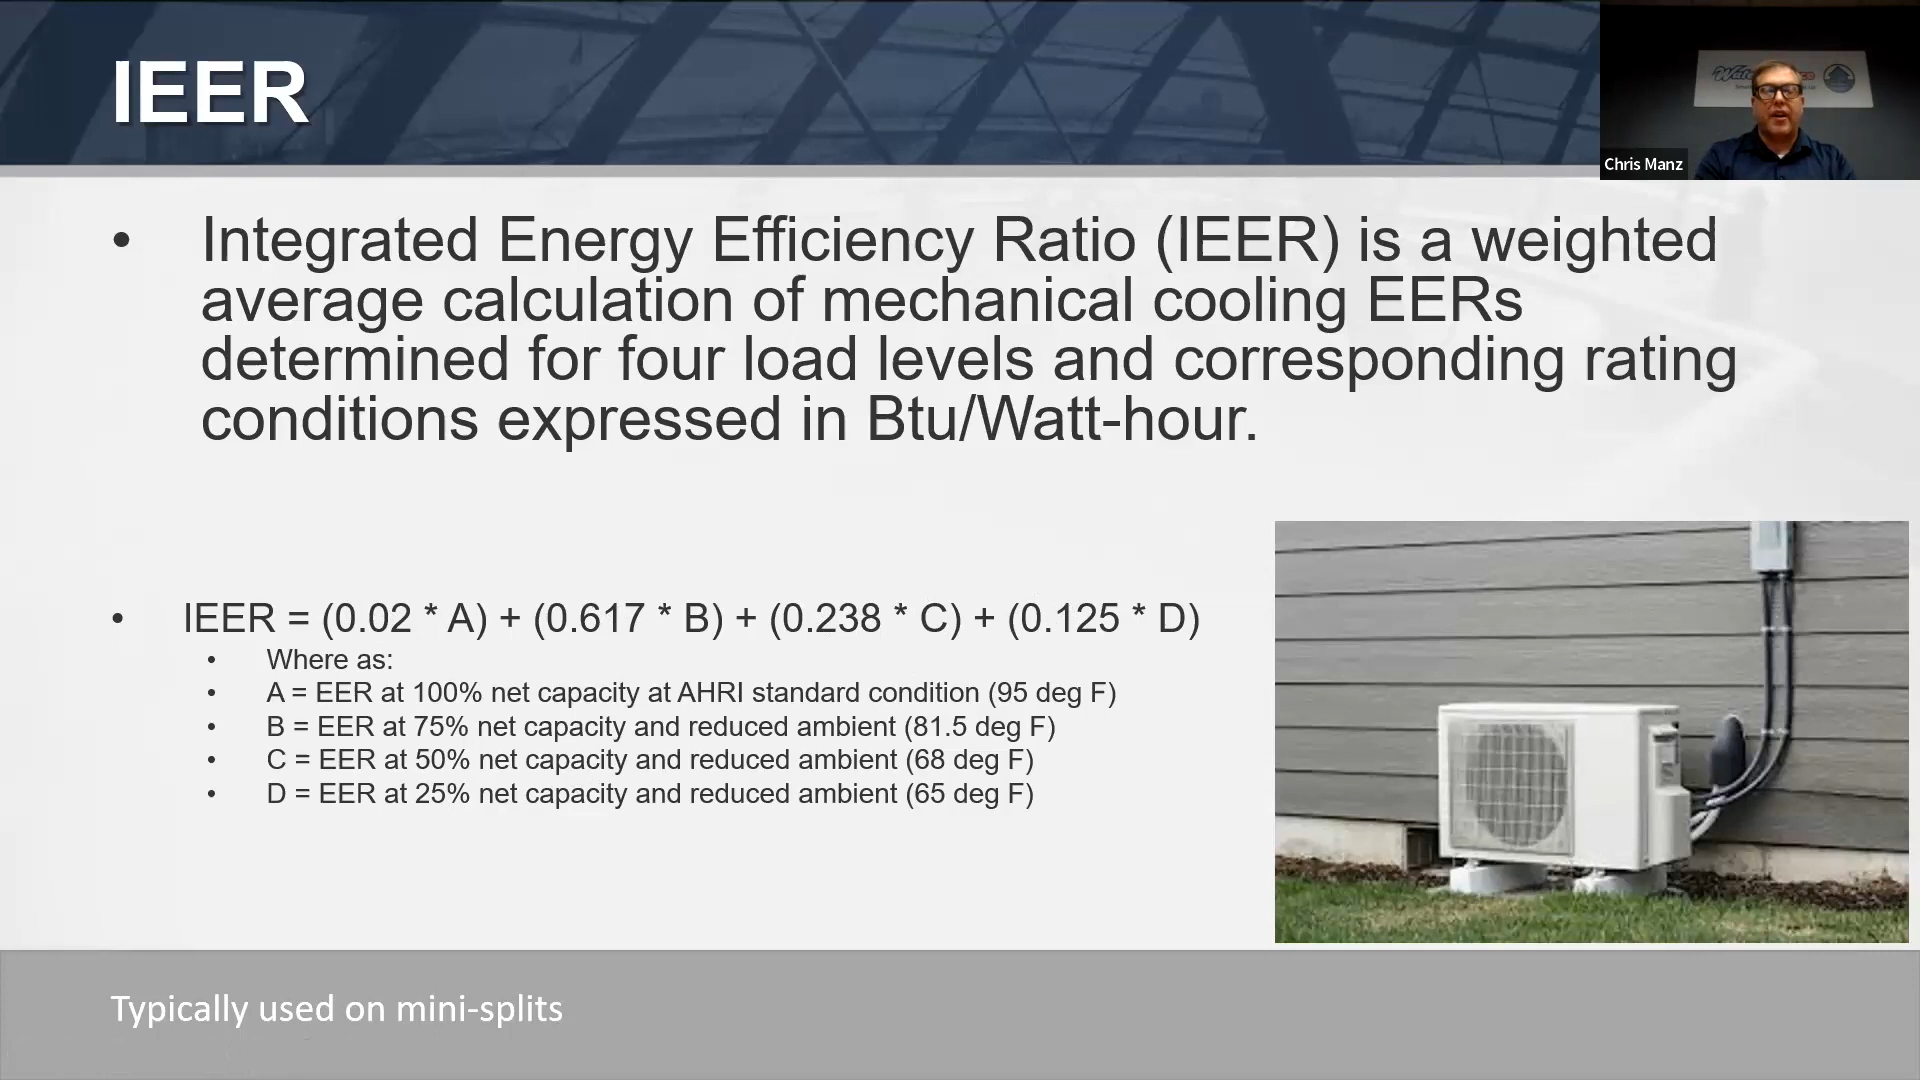 IEER
Chris Manz
• Integrated Energy Efficiency Ratio (IEER) is a weighted
average calculation of mechanical cooling EERs
determined for four load levels and corresponding rating
conditions expressed in Btu/Watt-hour.
• IEER = (0.02 * A) + (0.617 * B) + (0.238 * C) + (0.125 * D)
• Where as:
• A = EER at 100% net capacity at AHRI standard condition (95 deg F)
• B = EER at 75% net capacity and reduced ambient (81.5 deg F)
• C = EER at 50% net capacity and reduced ambient (68 deg F)
• D = EER at 25% net capacity and reduced ambient (65 deg F)
Typically used on mini-splits